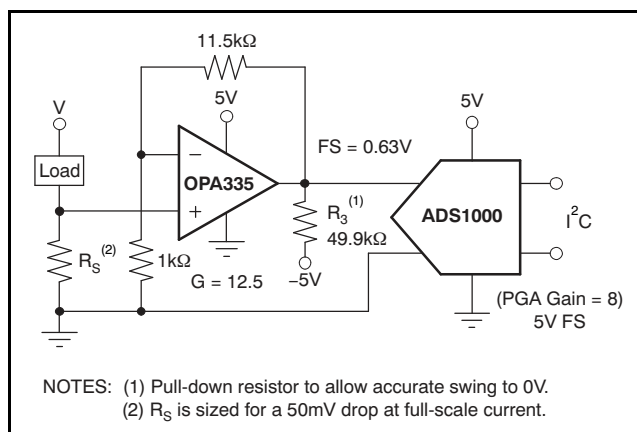 11.5kΩ
V
5V
5V
Load
FS = 0.63V
OPA335
ADS1000
R3(1)
49.9kΩ
I2C
RS(2)
1kΩ
G = 12.5
–5V
(PGA Gain = 8)
5V FS
NOTES: (1) Pull-down resistor to allow accurate swing to 0V.
(2) RS is sized for a 50mV drop at full-scale current.